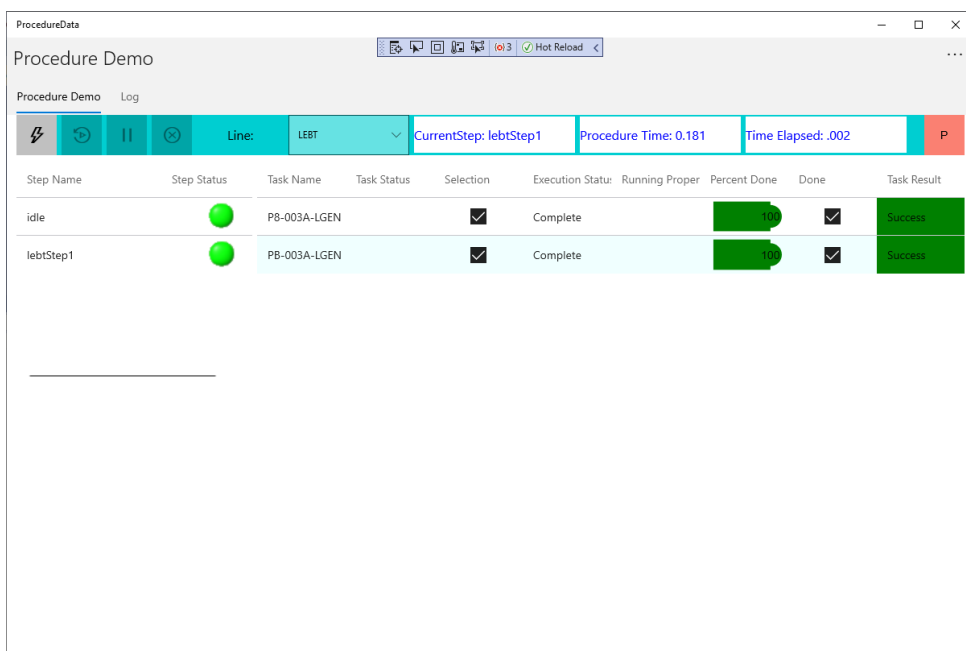 ProcedureData
Procedure Demo
3 Hot Reload
Procedure Demo Log
Line: LEBT CurrentStep: lebtStep1 Procedure Time: 0.181 Time Elapsed: .002 P
Step Name Step Status Task Name Task Status Selection Execution Status Running Proper Percent Done Done Task Result
idle P8-003A-LGEN Complete 100 Success
lebtStep1 PB-003A-LGEN Complete 100 Success